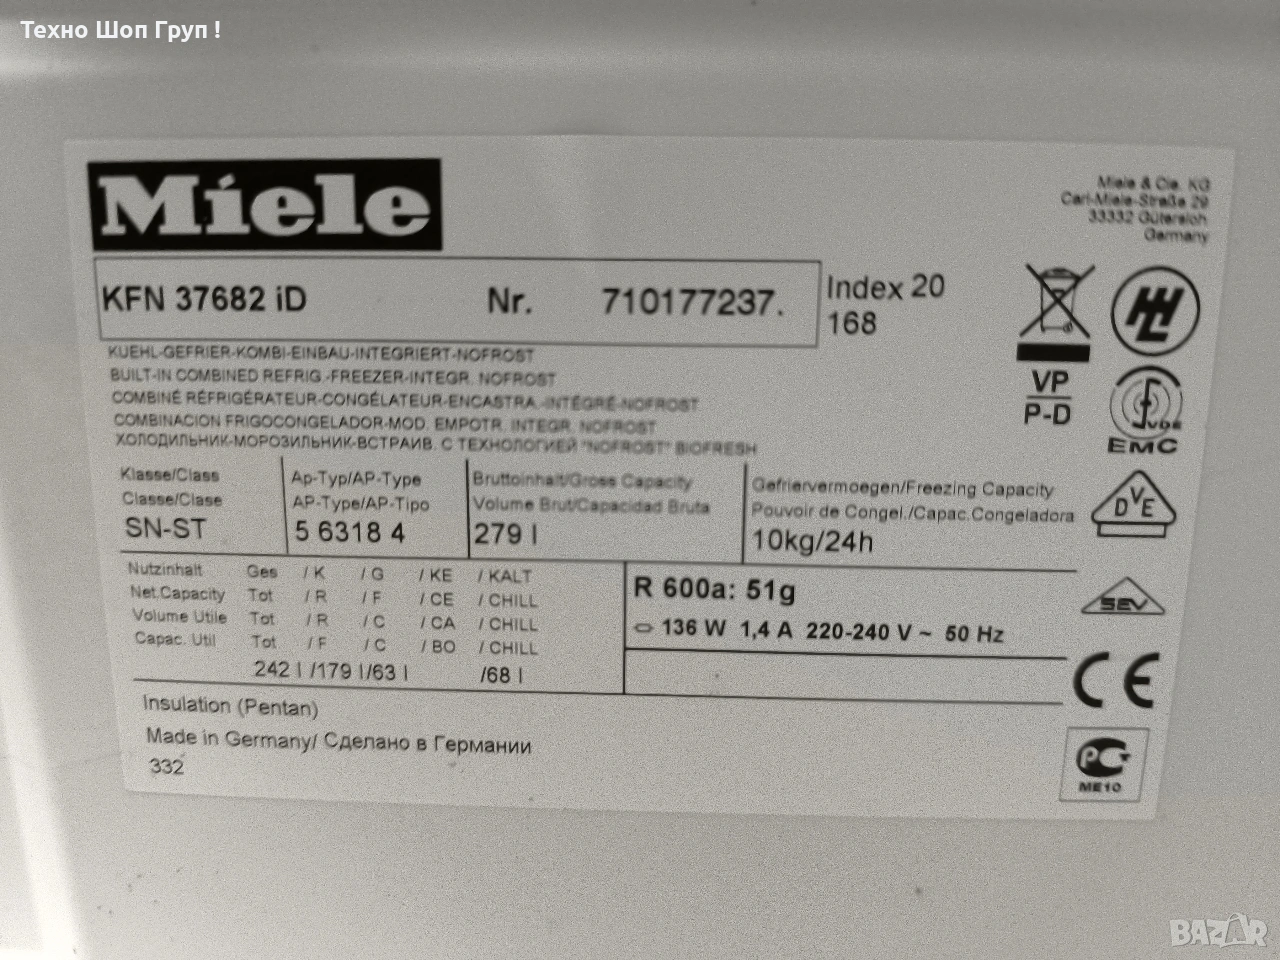 Техно Шоп Груп !
Miele
Miele & Cie. KG
Carl-Miele-Straße 29
33332 Gütersloh
Germany
KFN 37682 iD Nr. 710177237.
Index 20
168
KUEHL-GEFRIER-KOMBI-EINBAU-INTEGRIERT-NOFROST
BUILT-IN COMBINED REFRIG.-FREEZER-INTEGR. NOFROST
COMBINÉ RÉFRIGÉRATEUR-CONGÉLATEUR-ENCASTRA.-INTÉGRÉ-NOFROST
COMBINACION FRIGOCONGELADOR-MOD. EMPOTR. INTEGR. NOFROST
ХОЛОДИЛЬНИК-МОРОЗИЛЬНИК-ВСТРАИВ. С ТЕХНОЛОГИЕЙ "NOFROST" BIOFRESH
VP
P-D
VDE
EMC
Klasse/Class Ap-Typ/AP-Type Bruttoinhalt/Gross Capacity Gefriervermoegen/Freezing Capacity
Classe/Clase AP-Type/AP-Tipo Volume Brut/Capacidad Bruta Pouvoir de Congel./Capac.Congeladora
SN-ST 5 6318 4 279 l 10kg/24h
DVE
Nutzinhalt Ges / K / G / KE / KALT
Net.Capacity Tot / R / F / CE / CHILL
Volume Utile Tot / R / C / CA / CHILL
Capac. Util Tot / F / C / BO / CHILL
242 l /179 l/63 l /68 l
R 600a: 51g
136 W 1,4 A 220-240 V ~ 50 Hz
SEV
CE
Insulation (Pentan)
Made in Germany/ Сделано в Германии
332
РСТ
ME10
BAZAR